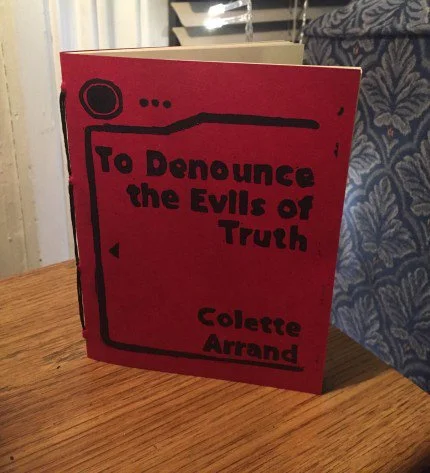 To Denounce
the Evils of
Truth
Colette
Arrand